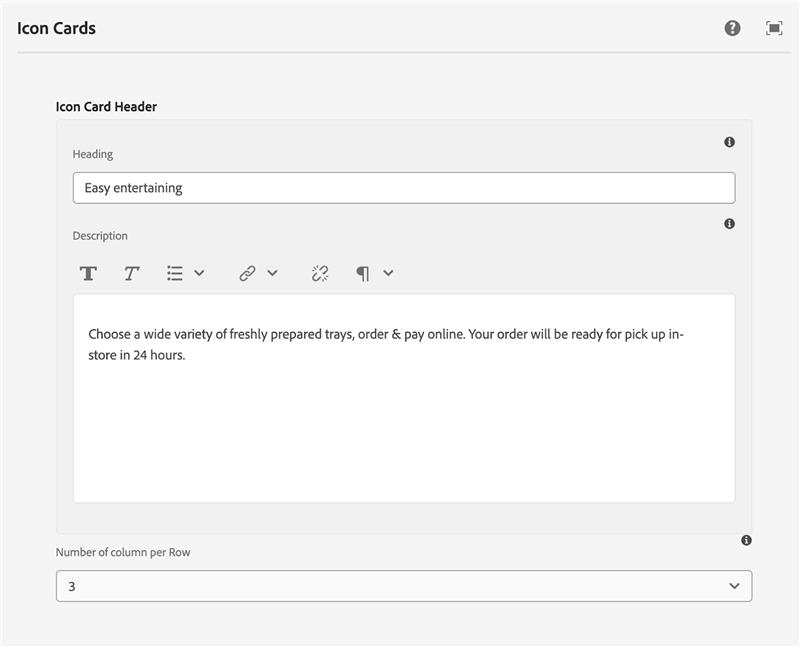 Icon Cards
Icon Card Header
Heading
Easy entertaining
Description
Choose a wide variety of freshly prepared trays, order & pay online. Your order will be ready for pick up in-
store in 24 hours.
Number of column per Row
3